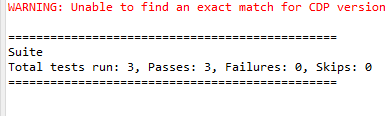 WARNING: Unable to find an exact match for CDP version
===============================================
Suite
Total tests run: 3, Passes: 3, Failures: 0, Skips: 0
===============================================